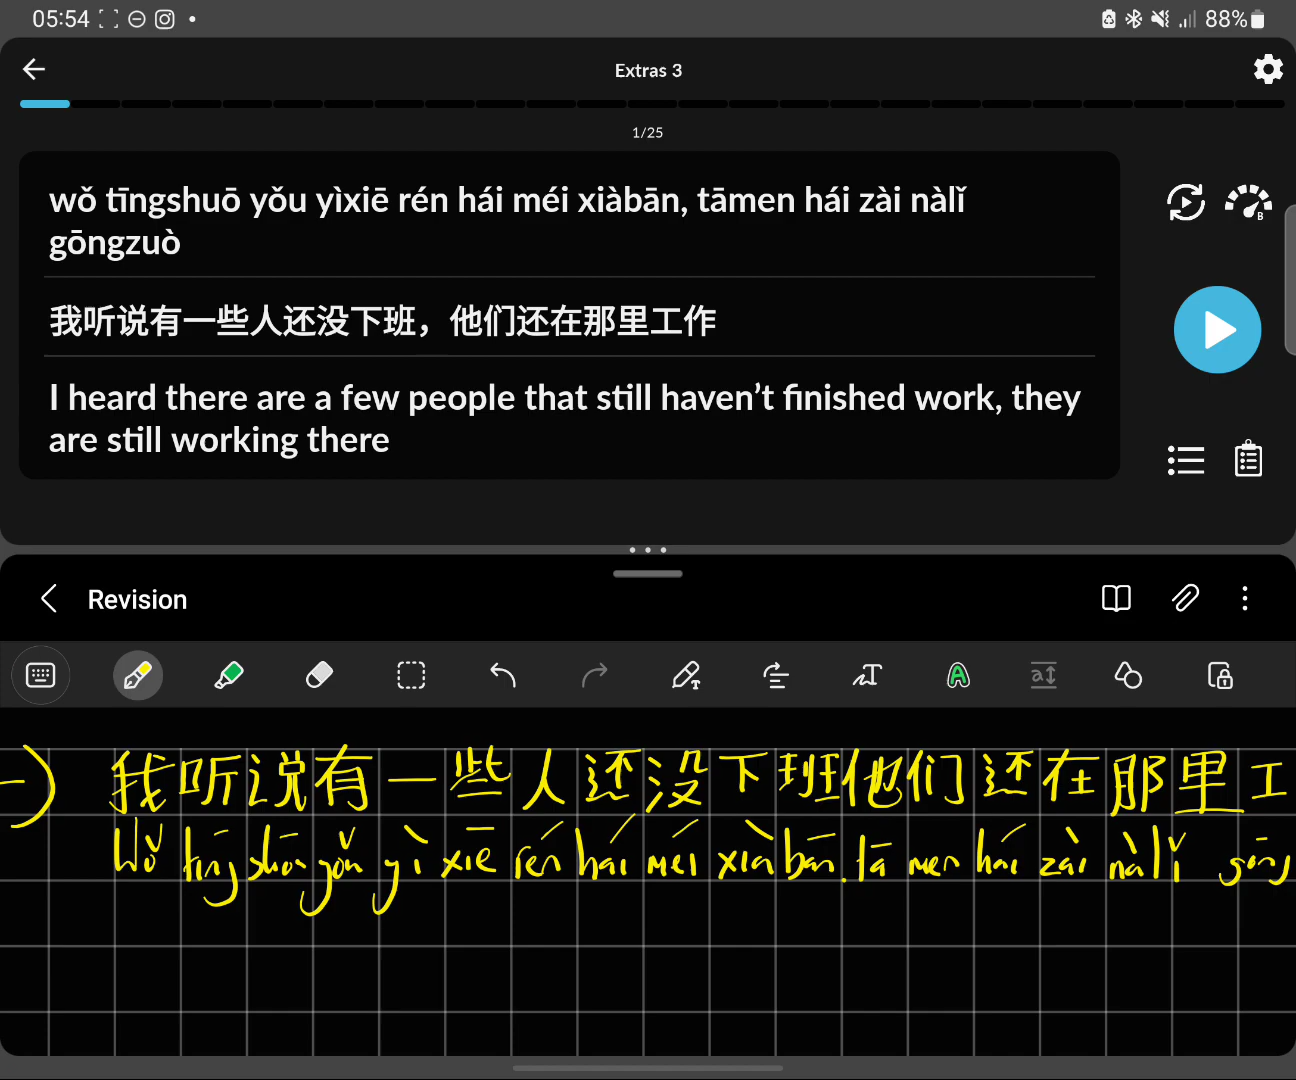 05:54
88%
Extras 3
1/25
wǒ tīngshuō yǒu yìxiē rén hái méi xiàbān, tāmen hái zài nàlǐ
gōngzuò
我听说有一些人还没下班，他们还在那里工作
I heard there are a few people that still haven’t finished work, they
are still working there
Revision
一) 我听说有一些人还没下班他们还在那里工
Wǒ tīng shuō yǒu yì xiē rén hái méi xià bān. tā men hái zài nà lǐ gōng